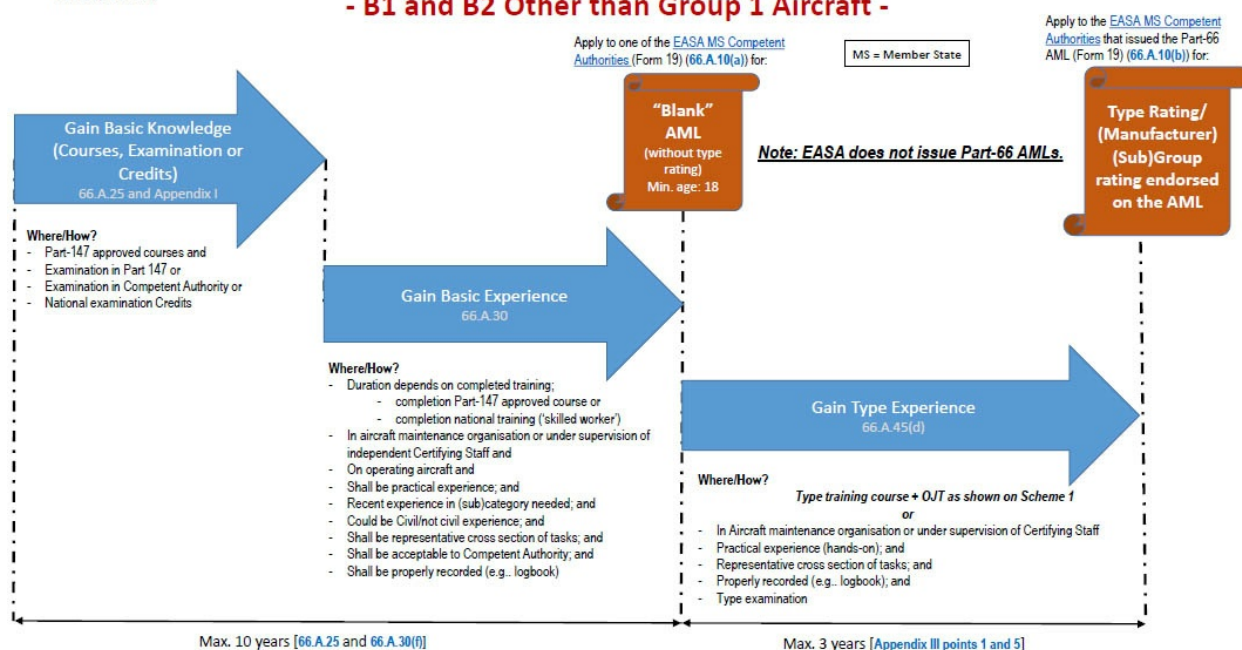 - B1 and B2 Other than Group 1 Aircraft -
Apply to one of the EASA MS Competent
Authorities (Form 19) (66.A.10(a)) for:
MS = Member State
Apply to the EASA MS Competent
Authorities that issued the Part-66
AML (Form 19) (66.A.10(b)) for:
Gain Basic Knowledge
(Courses, Examination or
Credits)
66.A.25 and Appendix I
"Blank"
AML
(without type
rating)
Min. age: 18
Note: EASA does not issue Part-66 AMLs.
Type Rating/
(Manufacturer)
(Sub)Group
rating endorsed
on the AML
Where/How?
- Part-147 approved courses and
- Examination in Part 147 or
- Examination in Competent Authority or
- National examination Credits
Gain Basic Experience
66.A.30
Where/How?
- Duration depends on completed training;
- completion Part-147 approved course or
- completion national training ('skilled worker')
- In aircraft maintenance organisation or under supervision of
independent Certifying Staff and
- On operating aircraft and
- Shall be practical experience; and
- Recent experience in (sub)category needed; and
- Could be Civil/not civil experience; and
- Shall be representative cross section of tasks; and
- Shall be acceptable to Competent Authority; and
- Shall be properly recorded (e.g.. logbook)
Gain Type Experience
66.A.45(d)
Where/How?
Type training course + OJT as shown on Scheme 1
or
- In Aircraft maintenance organisation or under supervision of Certifying Staff
- Practical experience (hands-on); and
- Representative cross section of tasks; and
- Properly recorded (e.g.. logbook); and
- Type examination
Max. 10 years [66.A.25 and 66.A.30(f)]
Max. 3 years [Appendix III points 1 and 5]